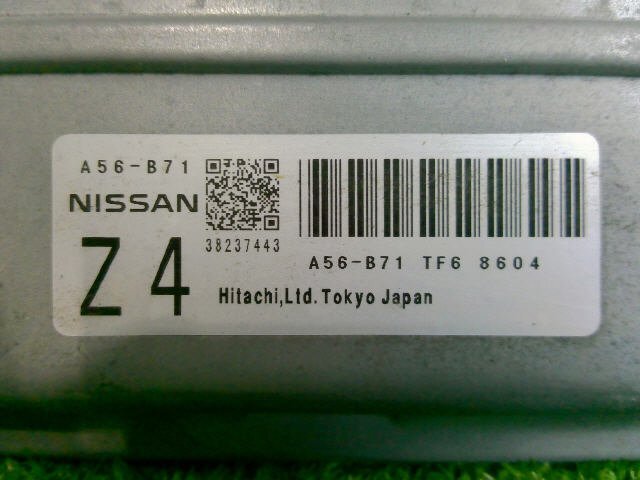 A56-B71
NISSAN
38237443
Z4
A56-B71 TF6 8604
Hitachi,Ltd.Tokyo Japan